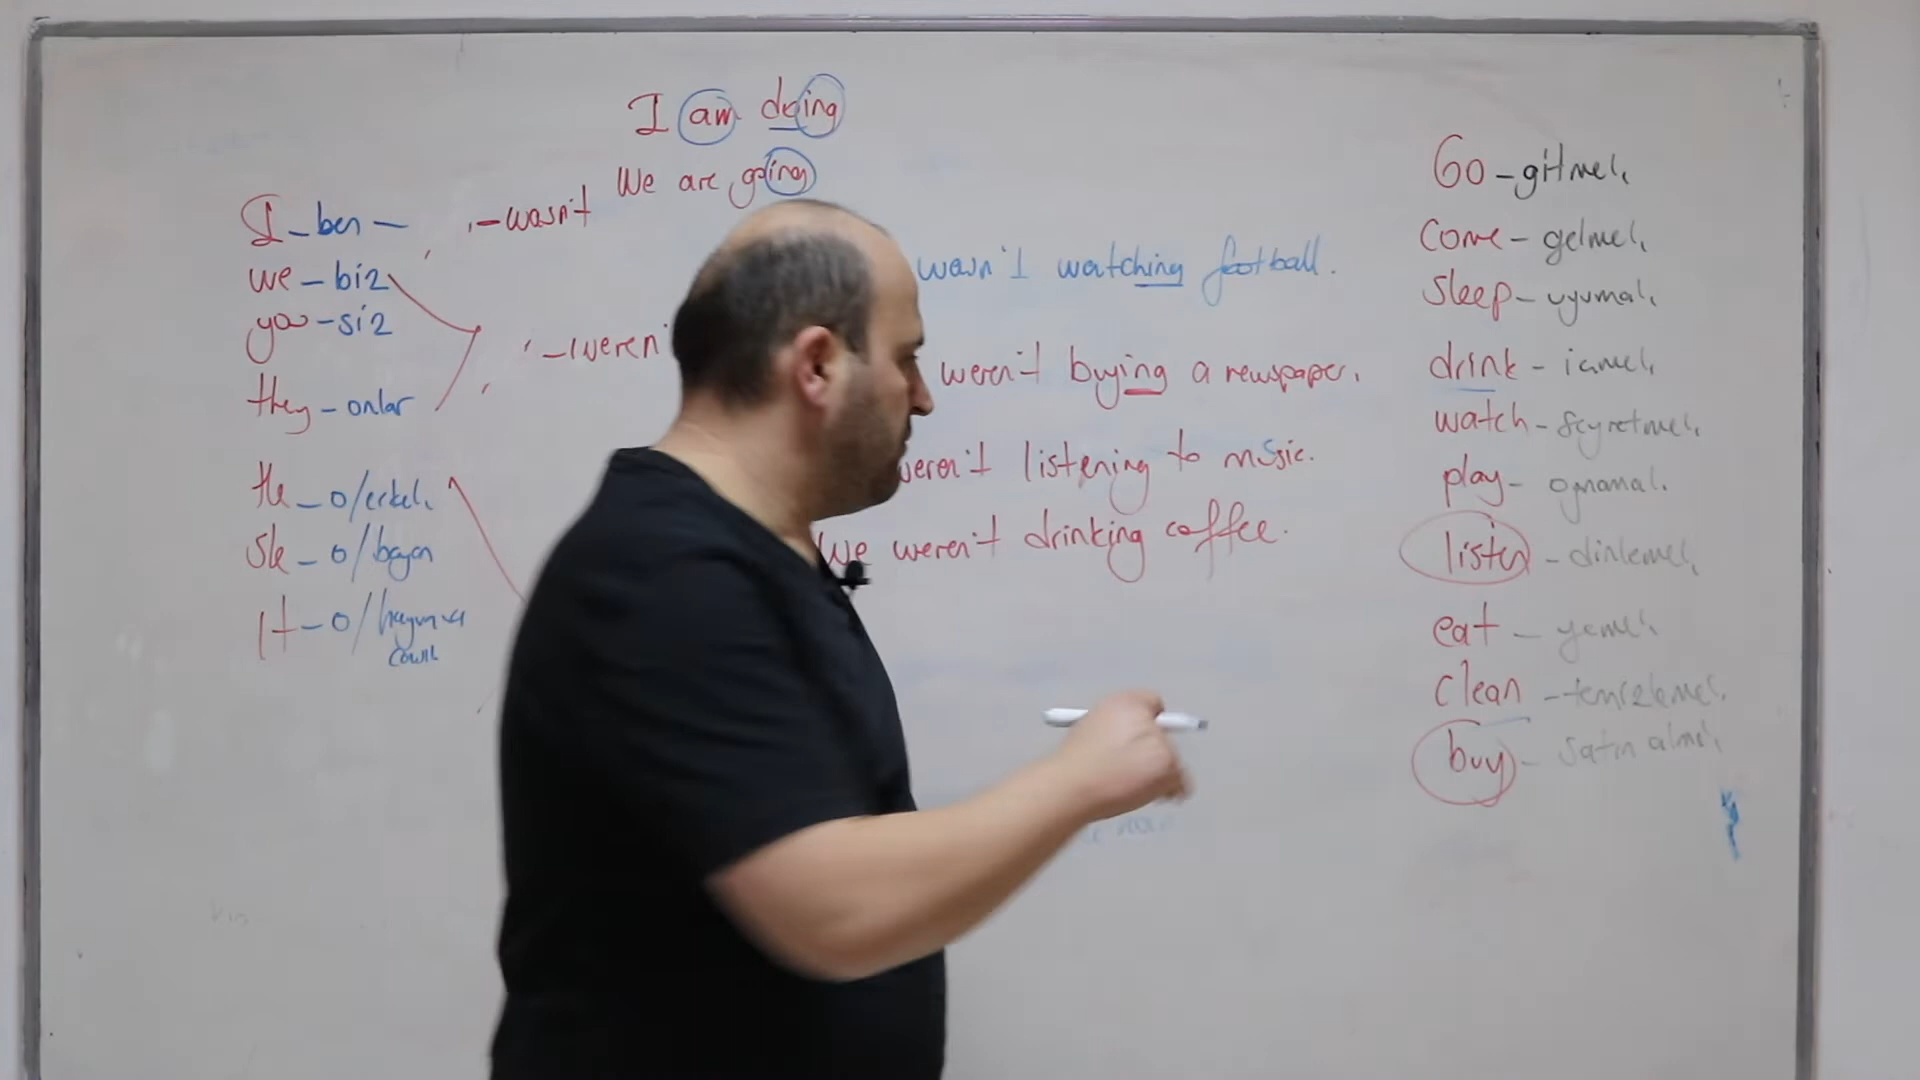 I am doing
We are going
I - ben - - wasn't
we - biz
you - siz
they - onlar
- weren'
He - o/erkek
She - o/bayan
It - o/hayvan
wasn't watching football.
weren't buying a newspaper.
weren't listening to music.
We weren't drinking coffee.
Go - gitmek
Come - gelmek
Sleep - uyumak
drink - içmek
watch - seyretmek
play - oynamak
listen - dinlemek
eat - yemek
clean - temizlemek
buy - satın almak